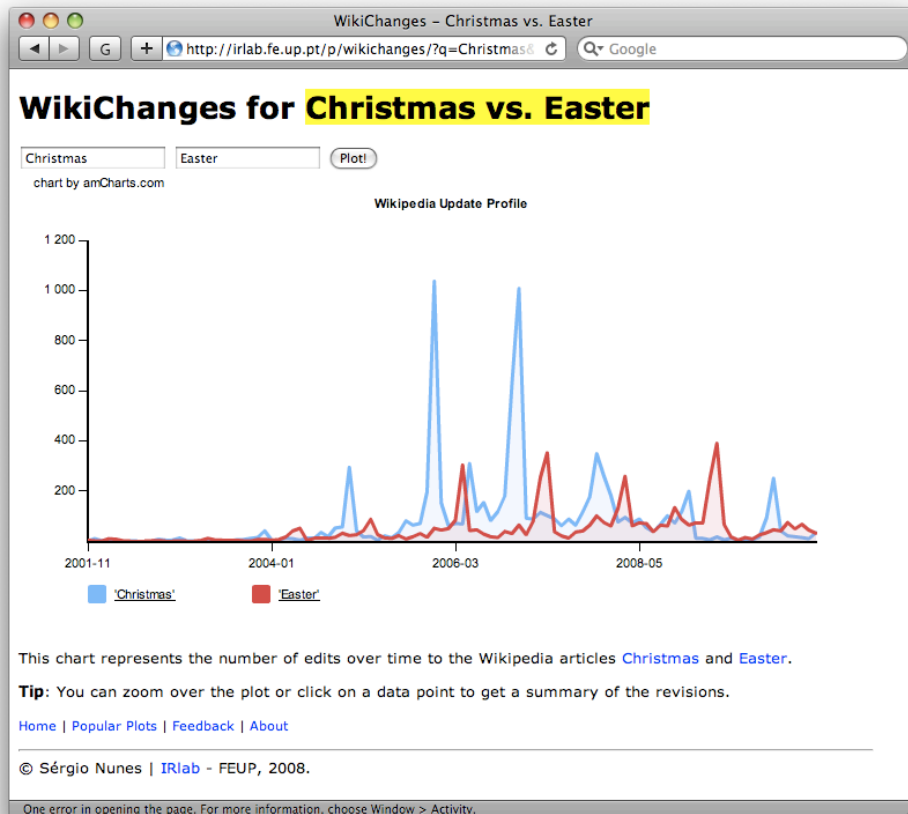 WikiChanges – Christmas vs. Easter
G
+
http://irlab.fe.up.pt/p/wikichanges/?q=Christmas&
Google
WikiChanges for Christmas vs. Easter
Christmas Easter Plot!
chart by amCharts.com
Wikipedia Update Profile
1 200
1 000
800
600
400
200
2001-11 2004-01 2006-03 2008-05
'Christmas' 'Easter'
This chart represents the number of edits over time to the Wikipedia articles Christmas and Easter.
Tip: You can zoom over the plot or click on a data point to get a summary of the revisions.
Home | Popular Plots | Feedback | About
© Sérgio Nunes | IRlab - FEUP, 2008.
One error in opening the page. For more information, choose Window > Activity.